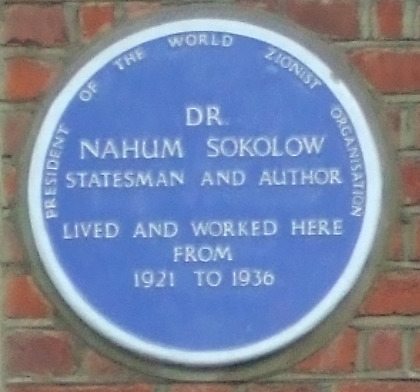 PRESIDENT OF THE WORLD ZIONIST ORGANISATION
DR.
NAHUM SOKOLOW
STATESMAN AND AUTHOR
LIVED AND WORKED HERE
FROM
1921 TO 1936